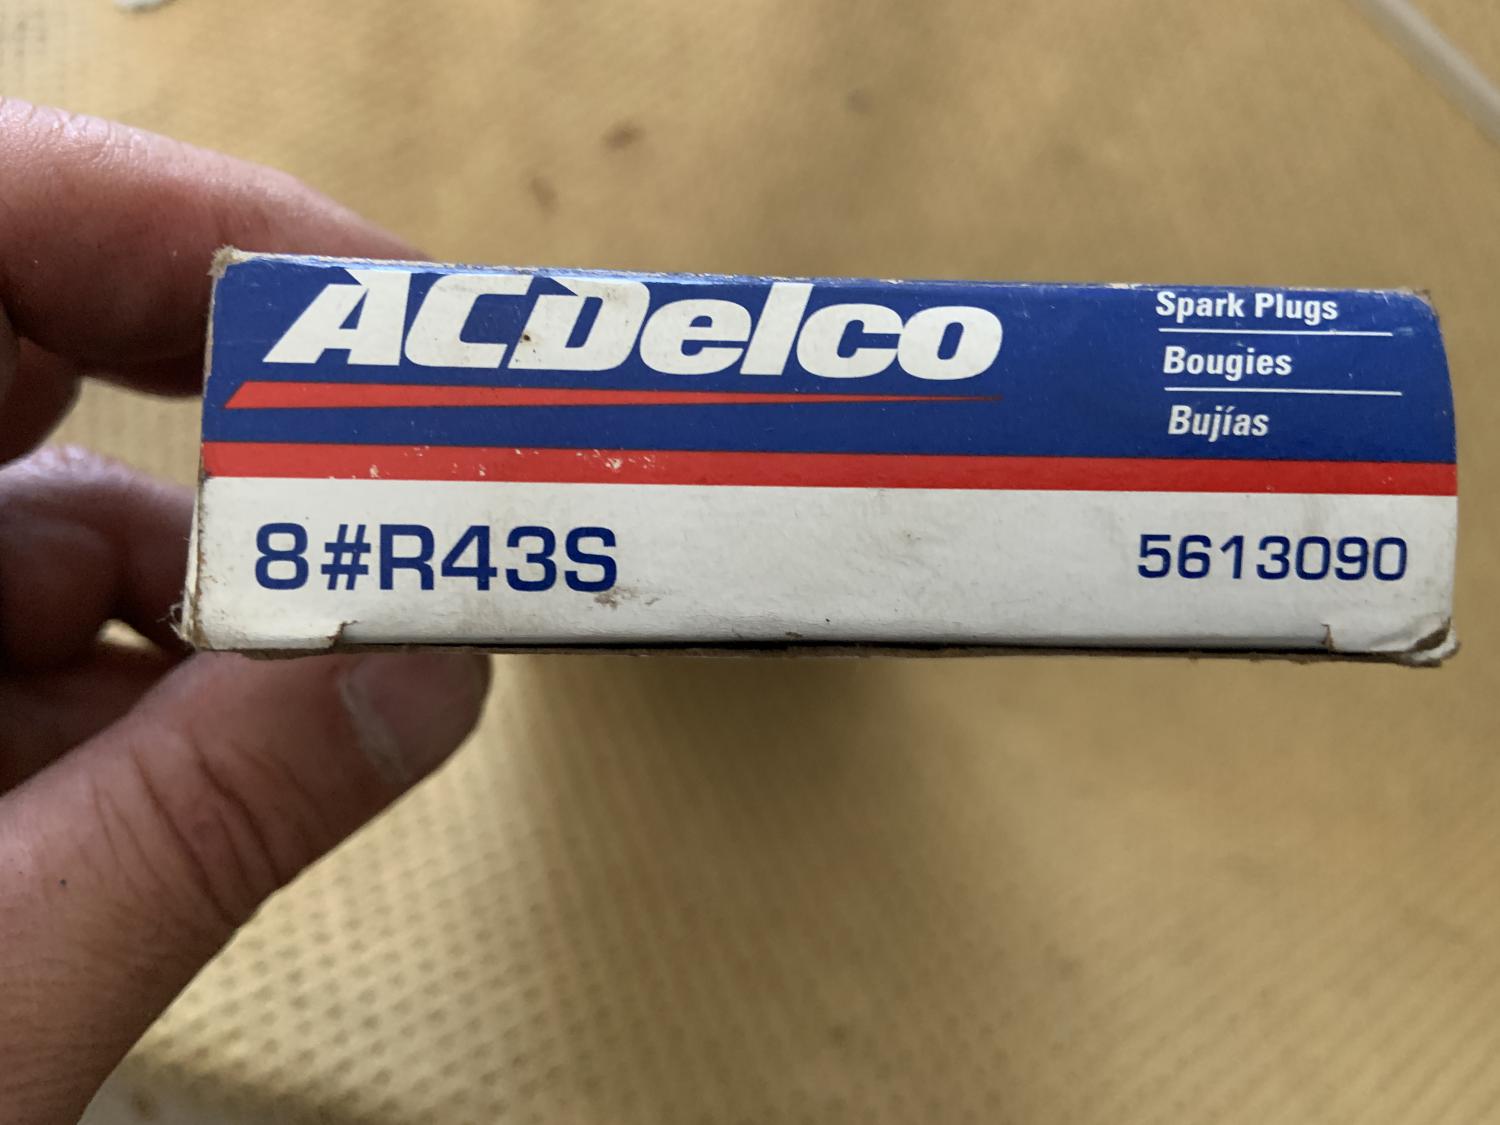 ACDelco
Spark Plugs
Bougies
Bujías
8#R43S
5613090